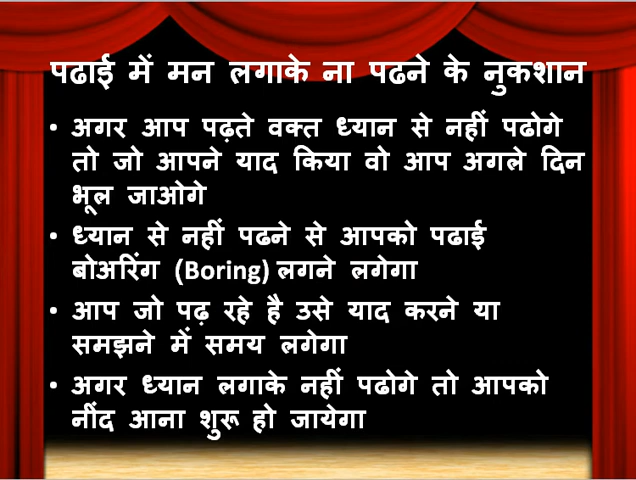 पढाई में मन लगाके ना पढने के नुकशान
• अगर आप पढ़ते वक्त ध्यान से नहीं पढोगे
तो जो आपने याद किया वो आप अगले दिन
भूल जाओगे
• ध्यान से नहीं पढने से आपको पढाई
बोअरिंग (Boring) लगने लगेगा
• आप जो पढ़ रहे है उसे याद करने या
समझने में समय लगेगा
• अगर ध्यान लगाके नहीं पढोगे तो आपको
नींद आना शुरू हो जायेगा